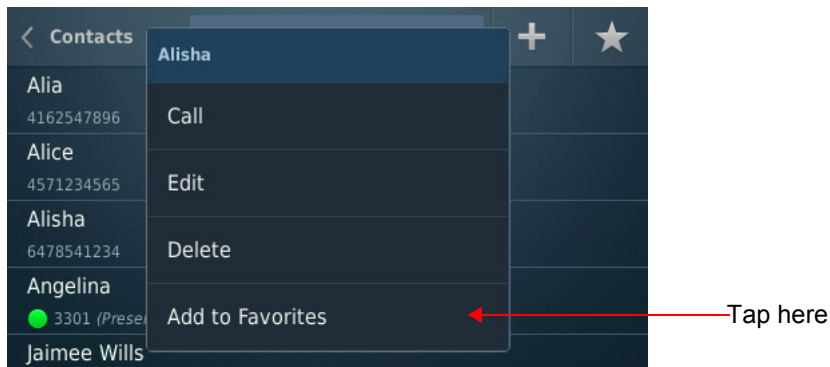 Contacts
Alisha
Alia
4162547896
Call
Alice
4571234565
Edit
Alisha
6478541234
Delete
Angelina
3301
Add to Favorites
Tap here
Jaimee Wills